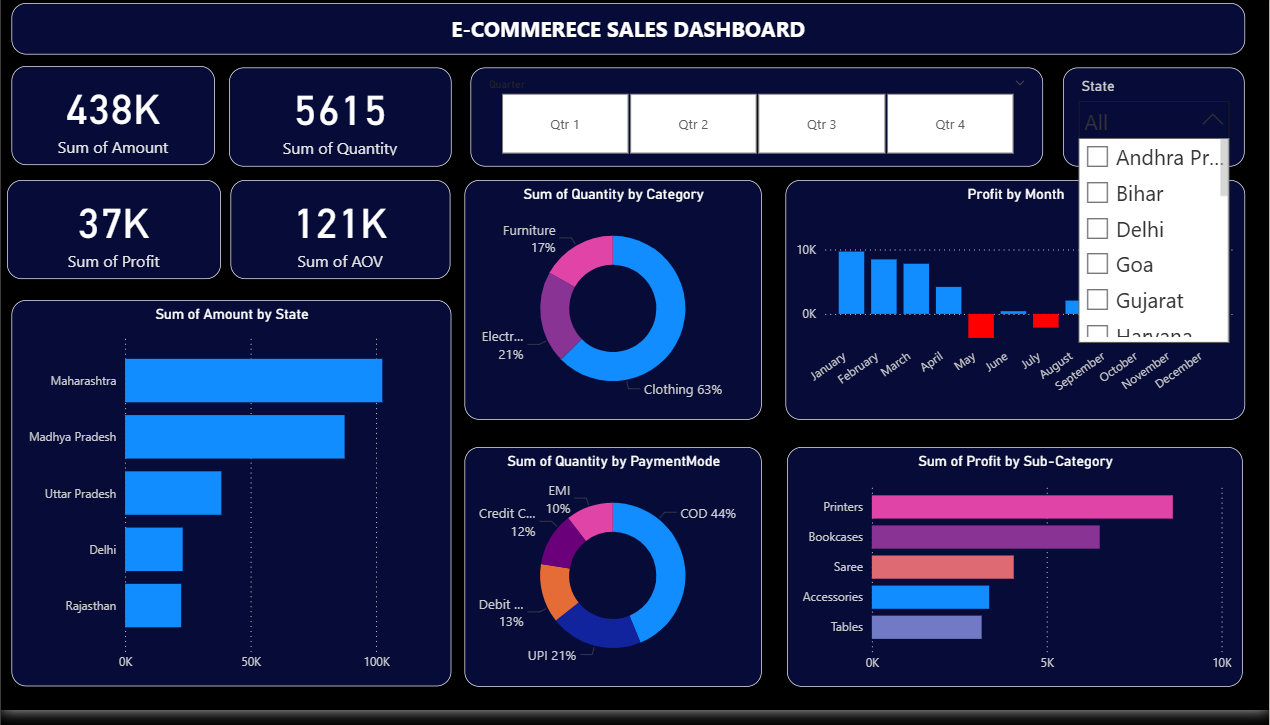 E-COMMERECE SALES DASHBOARD
438K
Sum of Amount
5615
Sum of Quantity
Quarter
Qtr 1
Qtr 2
Qtr 3
Qtr 4
State
All
Andhra Pr...
Bihar
Delhi
Goa
Gujarat
Haryana
37K
Sum of Profit
121K
Sum of AOV
Sum of Quantity by Category
Furniture
17%
Electr...
21%
Clothing 63%
Profit by Month
10K
0K
January
February
March
April
May
June
July
August
September
October
November
December
Sum of Amount by State
Maharashtra
Madhya Pradesh
Uttar Pradesh
Delhi
Rajasthan
0K
50K
100K
Sum of Quantity by PaymentMode
EMI
10%
Credit C...
12%
Debit ...
13%
UPI 21%
COD 44%
Sum of Profit by Sub-Category
Printers
Bookcases
Saree
Accessories
Tables
0K
5K
10K